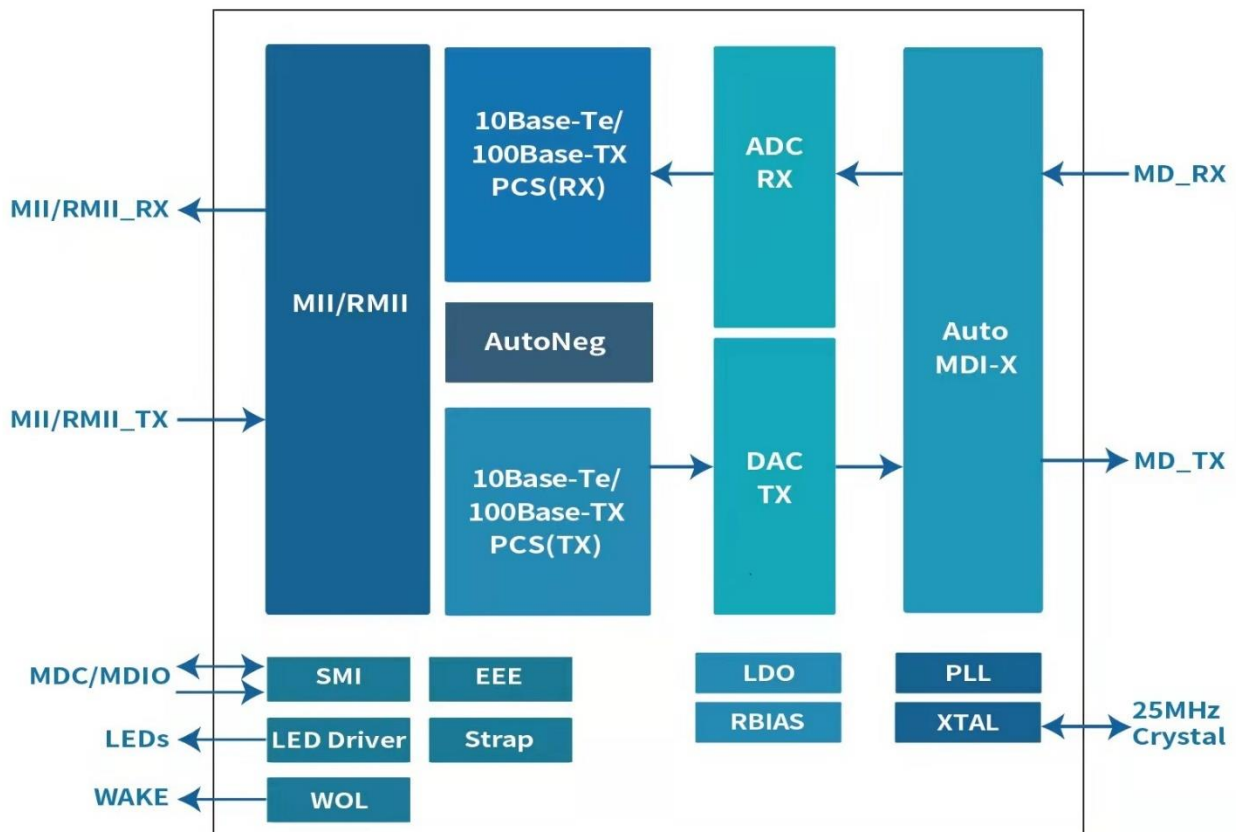 10Base-Te/
100Base-TX
PCS(RX)
ADC
RX
MD_RX
MII/RMII_RX
MII/RMII
AutoNeg
Auto
MDI-X
MII/RMII_TX
10Base-Te/
100Base-TX
PCS(TX)
DAC
TX
MD_TX
MDC/MDIO
SMI
EEE
LDO
PLL
LEDs
LED Driver
Strap
RBIAS
XTAL
25MHz
Crystal
WAKE
WOL